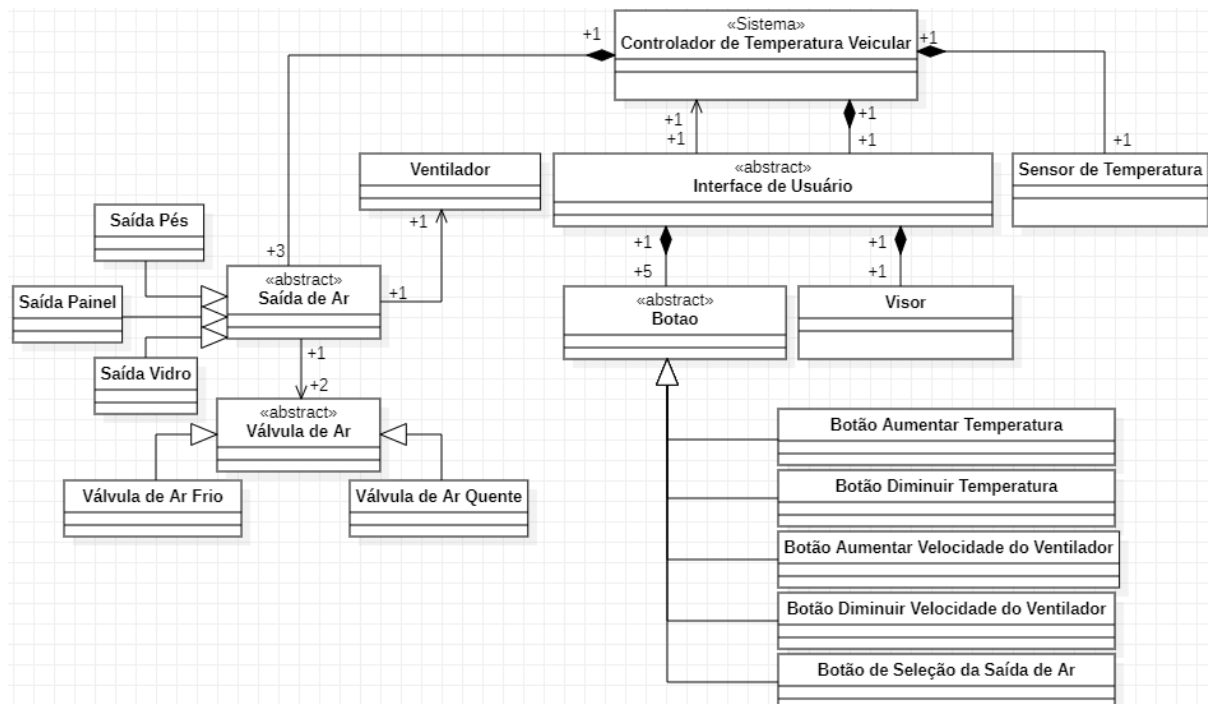 «Sistema»
Controlador de Temperatura Veicular
+1
+1
+1
+1
+1
+1
+1
«abstract»
Interface de Usuário
Sensor de Temperatura
Ventilador
+1
+1
+3
Saída Pés
«abstract»
Saída de Ar
Saída Painel
Saída Vidro
+1
+2
«abstract»
Válvula de Ar
Válvula de Ar Frio
Válvula de Ar Quente
+1
+5
+1
+1
«abstract»
Botao
Visor
Botão Aumentar Temperatura
Botão Diminuir Temperatura
Botão Aumentar Velocidade do Ventilador
Botão Diminuir Velocidade do Ventilador
Botão de Seleção da Saída de Ar